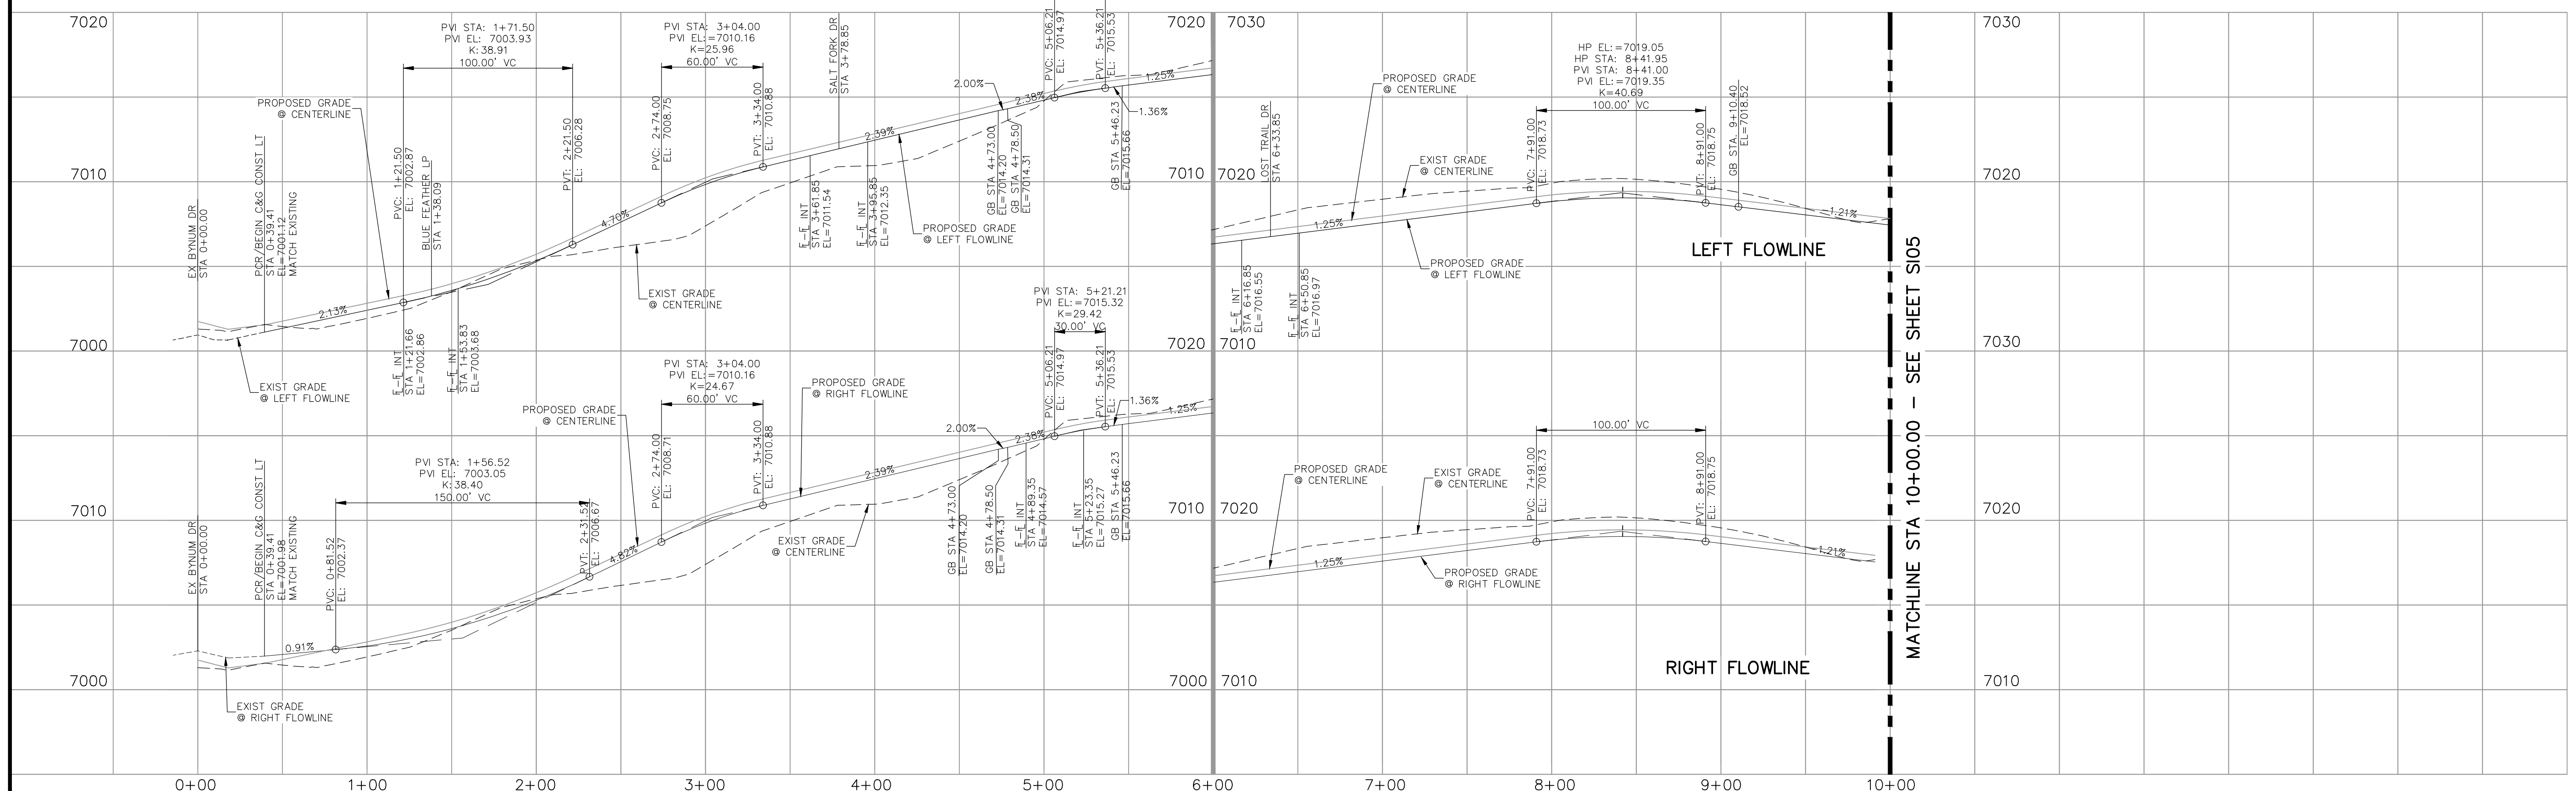 7020
7010
7000
7020
7010
7030
7020
7010
7030
7020
EX BYNUM DR
STA 0+00.00
PCR/BEGIN C&G CONST LT
STA 0+39.41
EL=7001.12
MATCH EXISTING
PROPOSED GRADE
@ CENTERLINE
2.13%
EXIST GRADE
@ LEFT FLOWLINE
PVI STA: 1+71.50
PVI EL: 7003.93
K:38.91
100.00' VC
PVC: 1+21.50
EL: 7002.87
BLUE FEATHER LP
STA 1+38.09
FL-FL INT
STA 1+21.66
EL=7002.86
FL-FL INT
STA 1+53.83
EL=7003.68
PVT: 2+21.50
EL: 7006.28
4.70%
EXIST GRADE
@ CENTERLINE
PVI STA: 3+04.00
PVI EL:=7010.16
K=25.96
60.00' VC
PVC: 2+74.00
EL: 7008.75
PVT: 3+34.00
EL: 7010.88
SALT FORK DR
STA 3+78.85
FL-FL INT
STA 3+61.85
EL=7011.54
FL-FL INT
STA 3+95.85
EL=7012.35
2.39%
PROPOSED GRADE
@ LEFT FLOWLINE
2.00%
2.38%
GB STA 4+73.00
EL=7014.20
GB STA 4+78.50
EL=7014.31
PVC: 5+06.21
EL: 7014.97
PVT: 5+36.21
EL: 7015.53
GB STA 5+46.23
EL=7015.66
1.36%
1.25%
LOST TRAIL DR
STA 6+33.85
FL-FL INT
STA 6+16.85
EL=7016.55
FL-FL INT
STA 6+50.85
EL=7016.97
1.25%
PROPOSED GRADE
@ CENTERLINE
EXIST GRADE
@ CENTERLINE
PROPOSED GRADE
@ LEFT FLOWLINE
HP EL:=7019.05
HP STA: 8+41.95
PVI STA: 8+41.00
PVI EL:=7019.35
K=40.69
100.00' VC
PVC: 7+91.00
EL: 7018.73
PVT: 8+91.00
EL: 7018.75
GB STA. 9+10.40
EL=7018.52
1.21%
LEFT FLOWLINE
MATCHLINE STA 10+00.00 - SEE SHEET SI05
7010
7000
7020
7010
7000
7020
7010
7030
7020
7010
EX BYNUM DR
STA 0+00.00
PCR/BEGIN C&G CONST LT
STA 0+39.41
EL=7001.98
MATCH EXISTING
0.91%
EXIST GRADE
@ RIGHT FLOWLINE
PVI STA: 1+56.52
PVI EL: 7003.05
K:38.40
150.00' VC
PVC: 0+81.52
EL: 7002.37
PVT: 2+31.52
EL: 7006.67
PROPOSED GRADE
@ CENTERLINE
4.82%
PVI STA: 3+04.00
PVI EL:=7010.16
K=24.67
60.00' VC
PVC: 2+74.00
EL: 7008.71
PVT: 3+34.00
EL: 7010.88
PROPOSED GRADE
@ RIGHT FLOWLINE
2.39%
EXIST GRADE
@ CENTERLINE
2.00%
2.38%
GB STA 4+73.00
EL=7014.20
GB STA 4+78.50
EL=7014.31
FL-FL INT
STA 4+89.35
EL=7014.57
FL-FL INT
STA 5+23.35
EL=7015.27
GB STA 5+46.23
EL=7015.66
PVI STA: 5+21.21
PVI EL:=7015.32
K=29.42
30.00' VC
PVC: 5+06.21
EL: 7014.97
PVT: 5+36.21
EL: 7015.53
1.36%
1.25%
PROPOSED GRADE
@ CENTERLINE
EXIST GRADE
@ CENTERLINE
1.25%
PROPOSED GRADE
@ RIGHT FLOWLINE
100.00' VC
PVC: 7+91.00
EL: 7018.73
PVT: 8+91.00
EL: 7018.75
1.21%
RIGHT FLOWLINE
0+00
1+00
2+00
3+00
4+00
5+00
6+00
7+00
8+00
9+00
10+00